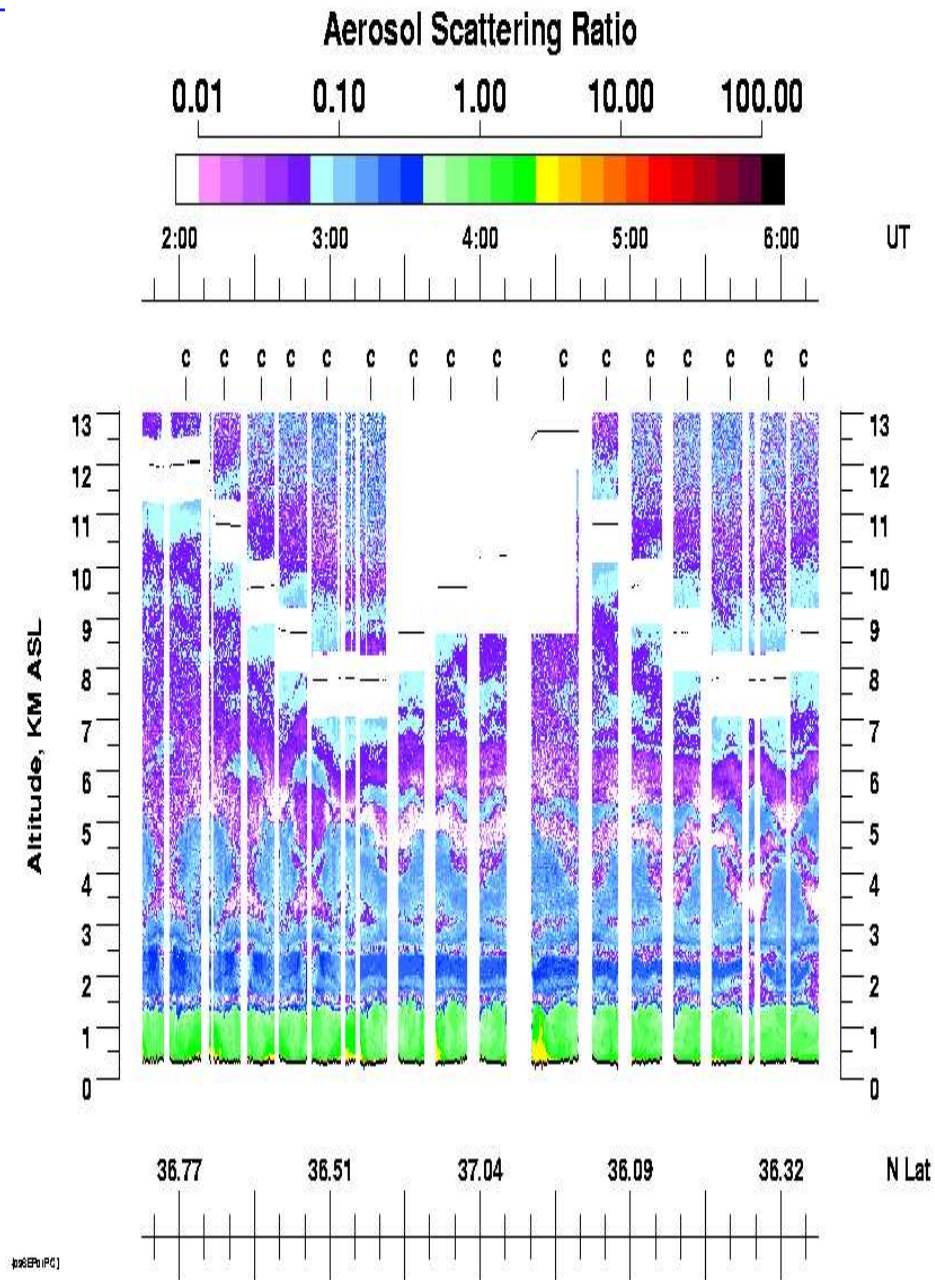 Aerosol Scattering Ratio
0.01 0.10 1.00 10.00 100.00
2:00 3:00 4:00 5:00 6:00 UT
c c c c c c c c c c c c c c c c
Altitude, KM ASL
13 13
12 12
11 11
10 10
9 9
8 8
7 7
6 6
5 5
4 4
3 3
2 2
1 1
0 0
36.77 36.51 37.04 36.09 36.32 N Lat